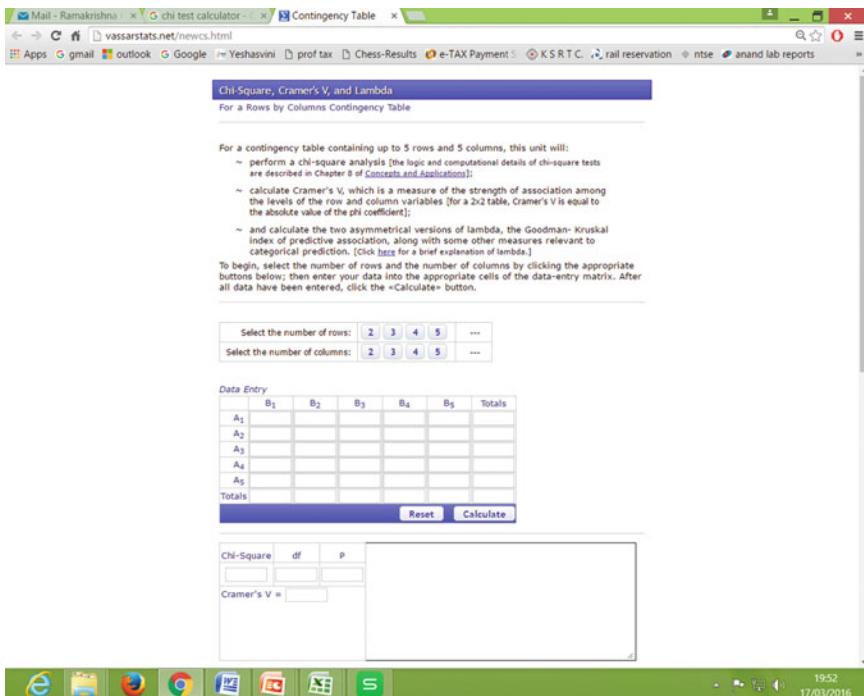 Mail - Ramakrishna
G chi test calculator - G
Contingency Table
vassarstats.net/newcs.html
Apps G gmail outlook G Google Yeshasvini prof tax Chess-Results e-TAX Payment S K S R T C. rail reservation ntse anand lab reports »
Chi-Square, Cramer's V, and Lambda
For a Rows by Columns Contingency Table
For a contingency table containing up to 5 rows and 5 columns, this unit will:
~ perform a chi-square analysis [the logic and computational details of chi-square tests
are described in Chapter 8 of Concepts and Applications];
~ calculate Cramer's V, which is a measure of the strength of association among
the levels of the row and column variables [for a 2x2 table, Cramer's V is equal to
the absolute value of the phi coefficient];
~ and calculate the two asymmetrical versions of lambda, the Goodman- Kruskal
index of predictive association, along with some other measures relevant to
categorical prediction. [Click here for a brief explanation of lambda.]
To begin, select the number of rows and the number of columns by clicking the appropriate
buttons below; then enter your data into the appropriate cells of the data-entry matrix. After
all data have been entered, click the «Calculate» button.
Select the number of rows: 2 3 4 5 ---
Select the number of columns: 2 3 4 5 ---
Data Entry
B1 B2 B3 B4 B5 Totals
A1
A2
A3
A4
A5
Totals
Reset Calculate
Chi-Square df P
Cramer's V =
19:52
17/03/2016